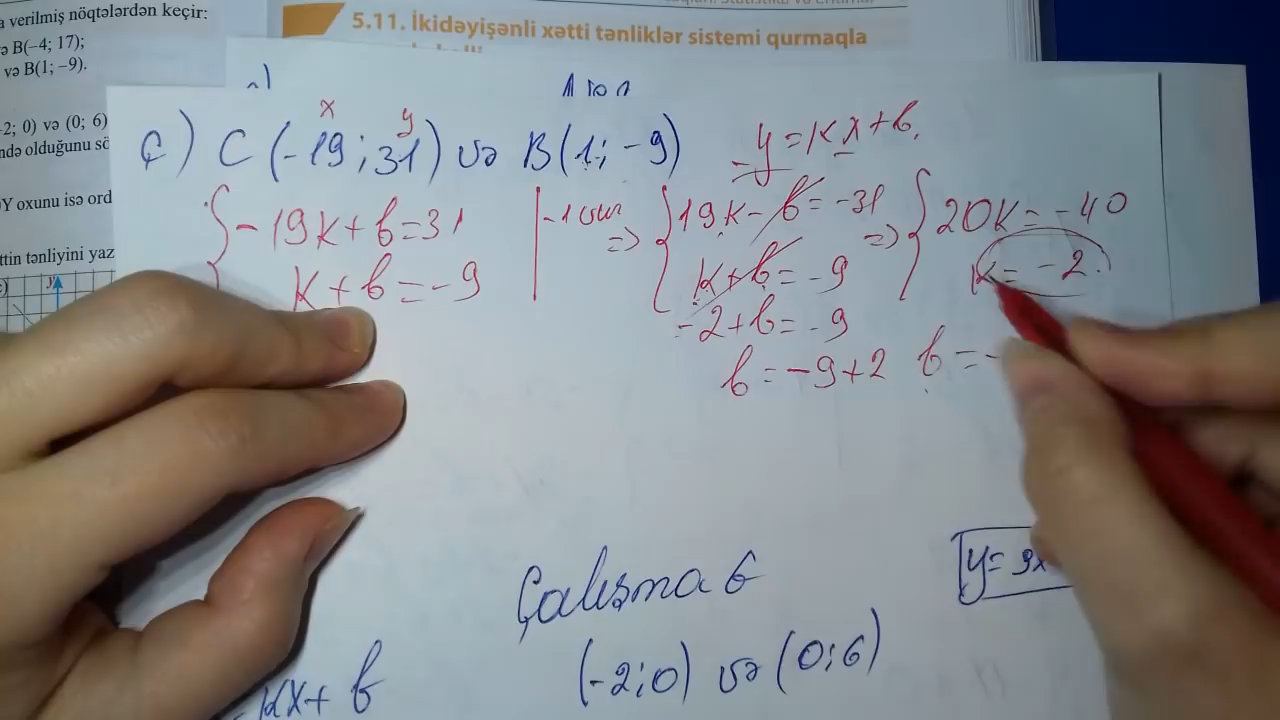 a verilmiş nöqtələrdən keçir:
ə B(–4; 17);
və B(1; –9).
–2; 0) və (0; 6)
ndə olduğunu sö
Y oxunu isə ord
ttin tənliyini yaz
y
5.11. İkidəyişənli xətti tənliklər sistemi qurmaqla
x y
ç) C (-19 ; 31) və B (1; -9) y = kx + b.
-19k + b = 31 | -1 19k - b = -31 => 20k = -40
k + b = -9 => k + b = -9 k = -2.
-2 + b = -9
b = -9 + 2 b = -
y = 9x
Çalışma 6
(-2; 0) və (0; 6)
kx + b